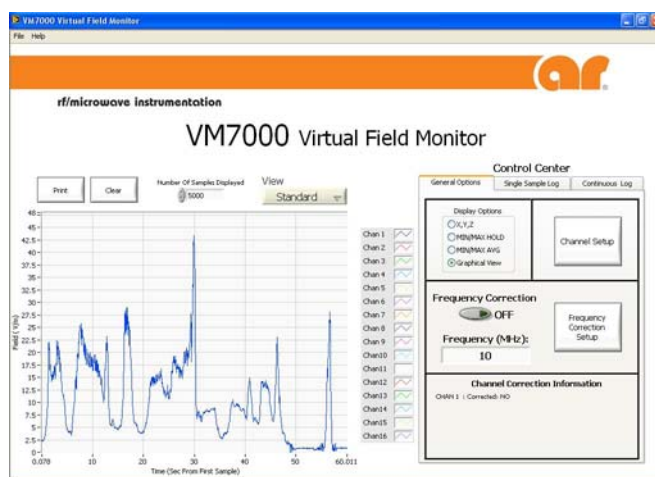 VM7000 Virtual Field Monitor
File Help
ar
rf/microwave instrumentation
VM7000 Virtual Field Monitor
Print
Clear
Number Of Samples Displayed
5000
View
Standard
Control Center
General Options
Single Sample Log
Continuous Log
Display Options
X,Y,Z
MIN/MAX HOLD
MIN/MAX AVG
Graphical View
Channel Setup
Frequency Correction
OFF
Frequency (MHz):
10
Frequency
Correction
Setup
Channel Correction Information
CHAN 1 : Corrected: NO
Chan 1
Chan 2
Chan 3
Chan 4
Chan 5
Chan 6
Chan 7
Chan 8
Chan 9
Chan10
Chan11
Chan12
Chan13
Chan14
Chan15
Chan16
Field (V/m)
48
45
42.5
40
37.5
35
32.5
30
27.5
25
22.5
20
17.5
15
12.5
10
7.5
5
2.5
0
0.078 10 20 30 40 50 60.011
Time (Sec From First Sample)